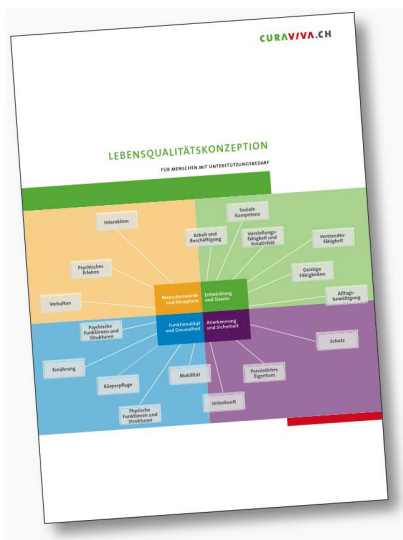 CURAVIVA.CH
LEBENSQUALITÄTSKONZEPTION
FÜR MENSCHEN MIT UNTERSTÜTZUNGSBEDARF
Interaktion
Soziale
Kompetenz
Arbeit und
Beschäftigung
Vorstellungs-
fähigkeit und
Kreativität
Verstandes-
fähigkeit
Psychisches
Erleben
Geistige
Fähigkeiten
Verhalten
Menschenwürde
und Akzeptanz
Entwicklung
und Dasein
Alltags-
bewältigung
Psychische
Funktionen und
Strukturen
Funktionalität
und Gesundheit
Anerkennung
und Sicherheit
Schutz
Ernährung
Körperpflege
Mobilität
Persönliches
Eigentum
Physische
Funktionen und
Strukturen
Unterkunft